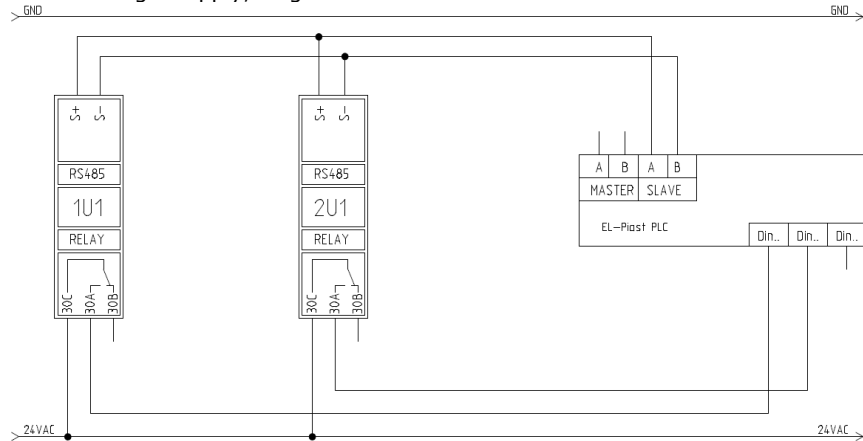 GND GND
S+ S- S+ S-
RS485 RS485
A B A B
MASTER SLAVE
1U1 2U1
EL-Piast PLC
RELAY RELAY
Din.. Din.. Din..
30C 30A 30B 30C 30A 30B
24VAC 24VAC